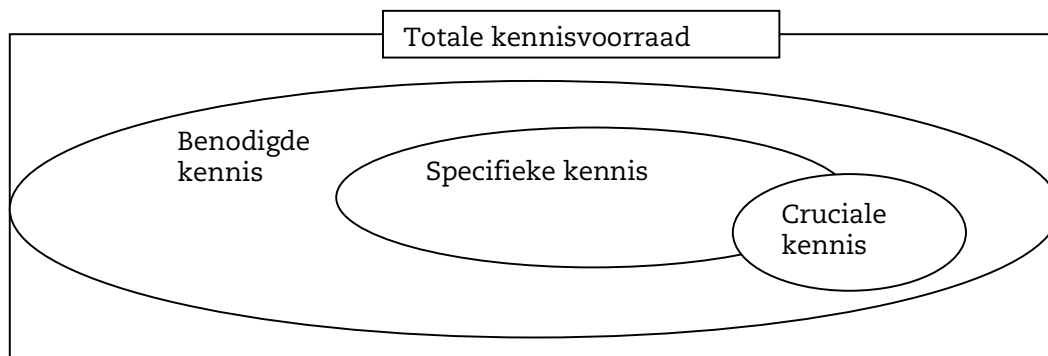 Totale kennisvoorraad
Benodigde
kennis
Specifieke kennis
Cruciale
kennis